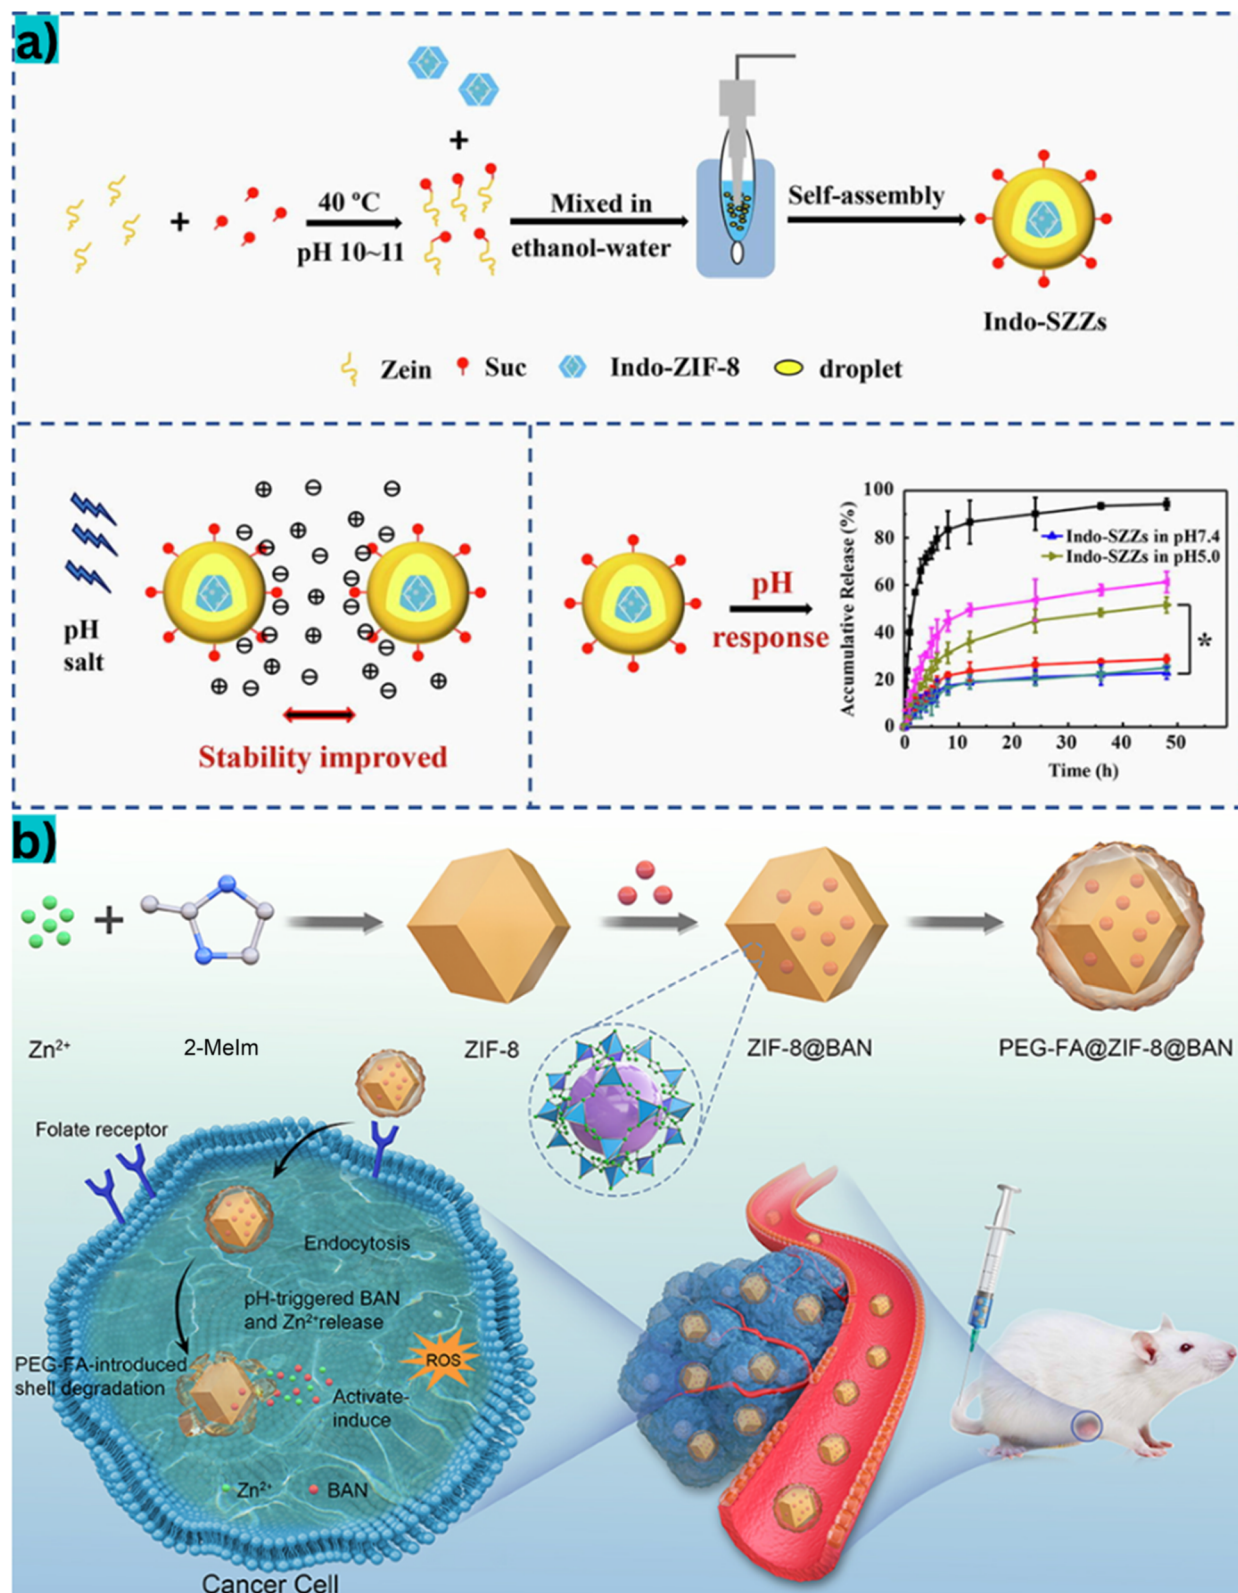 a)
+
+
40 ºC
pH 10~11
Mixed in
ethanol-water
Self-assembly
Indo-SZZs
Zein
Suc
Indo-ZIF-8
droplet
pH
salt
Stability improved
pH
response
Accumulative Release (%)
100
80
60
40
20
0
Indo-SZZs in pH7.4
Indo-SZZs in pH5.0
*
0
10
20
30
40
50
Time (h)
b)
+
Zn²⁺
2-MeIm
ZIF-8
ZIF-8@BAN
PEG-FA@ZIF-8@BAN
Folate receptor
Endocytosis
pH-triggered BAN
and Zn²⁺release
PEG-FA-introduced
shell degradation
ROS
Activate-
induce
Zn²⁺
BAN
Cancer Cell